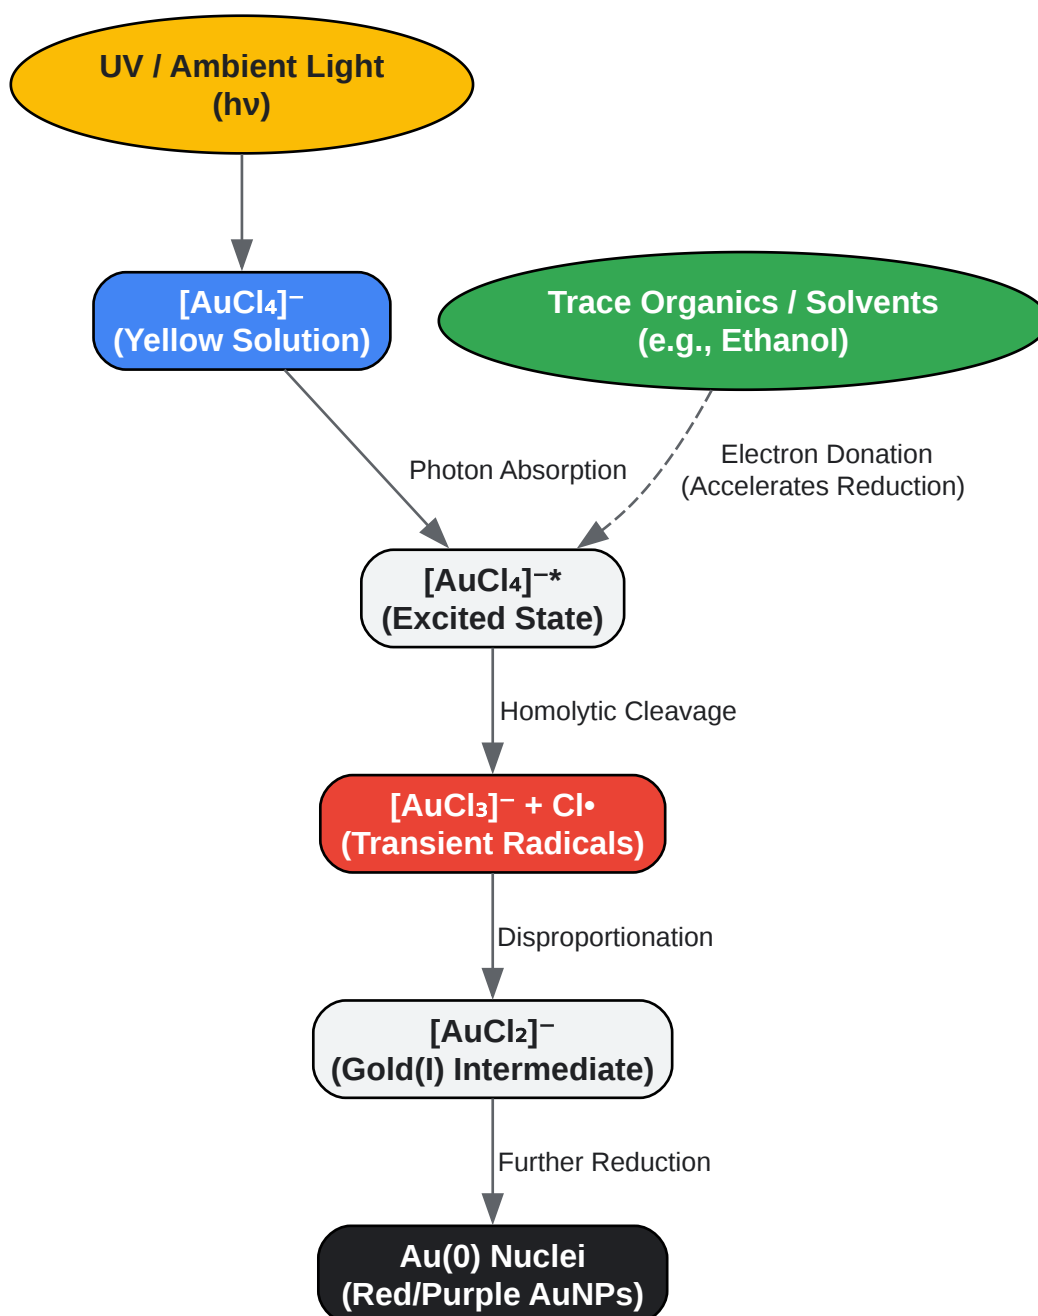 UV / Ambient Light
(hν)
[AuCl₄]⁻
(Yellow Solution)
Trace Organics / Solvents
(e.g., Ethanol)
Photon Absorption
Electron Donation
(Accelerates Reduction)
[AuCl₄]⁻*
(Excited State)
Homolytic Cleavage
[AuCl₃]⁻ + Cl•
(Transient Radicals)
Disproportionation
[AuCl₂]⁻
(Gold(I) Intermediate)
Further Reduction
Au(0) Nuclei
(Red/Purple AuNPs)